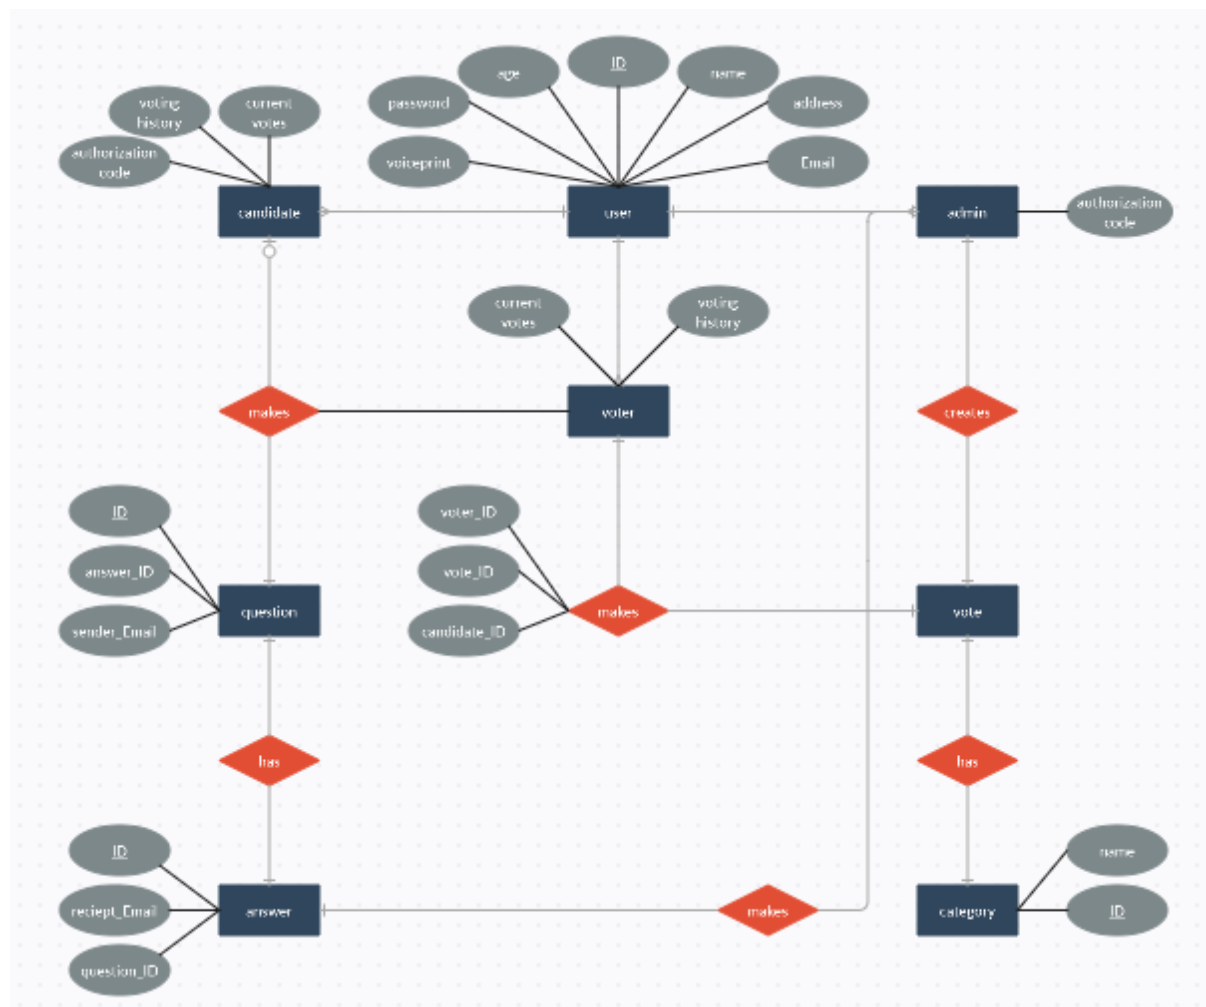 ID
age
name
password
address
voting
history
current
votes
authorization
code
voiceprint
Email
candidate
user
admin
authorization
code
current
votes
voting
history
makes
voter
creates
ID
answer_ID
sender_Email
question
voter_ID
vote_ID
candidate_ID
makes
vote
has
has
ID
reciept_Email
question_ID
answer
makes
category
name
ID